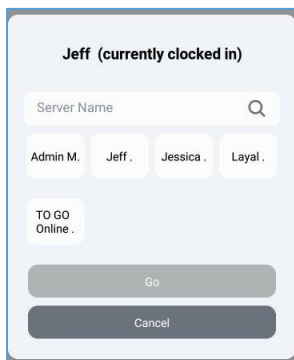 Jeff (currently clocked in)
Server Name
Admin M. Jeff . Jessica . Layal .
TO GO
Online .
Go
Cancel